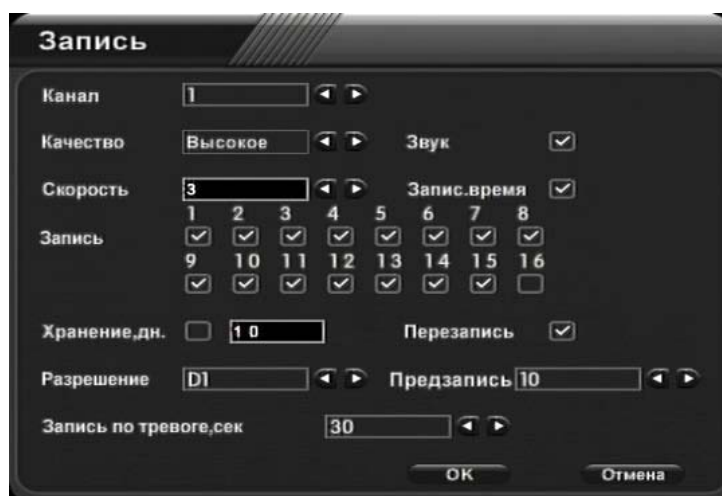 Запись
Канал 1
Качество Высокое Звук
Скорость 3 Запис.время
1 2 3 4 5 6 7 8
Запись
9 10 11 12 13 14 15 16
Хранение,дн. 1 0 Перезапись
Разрешение D1 Предзапись 10
Запись по тревоге,сек 30
OK Отмена